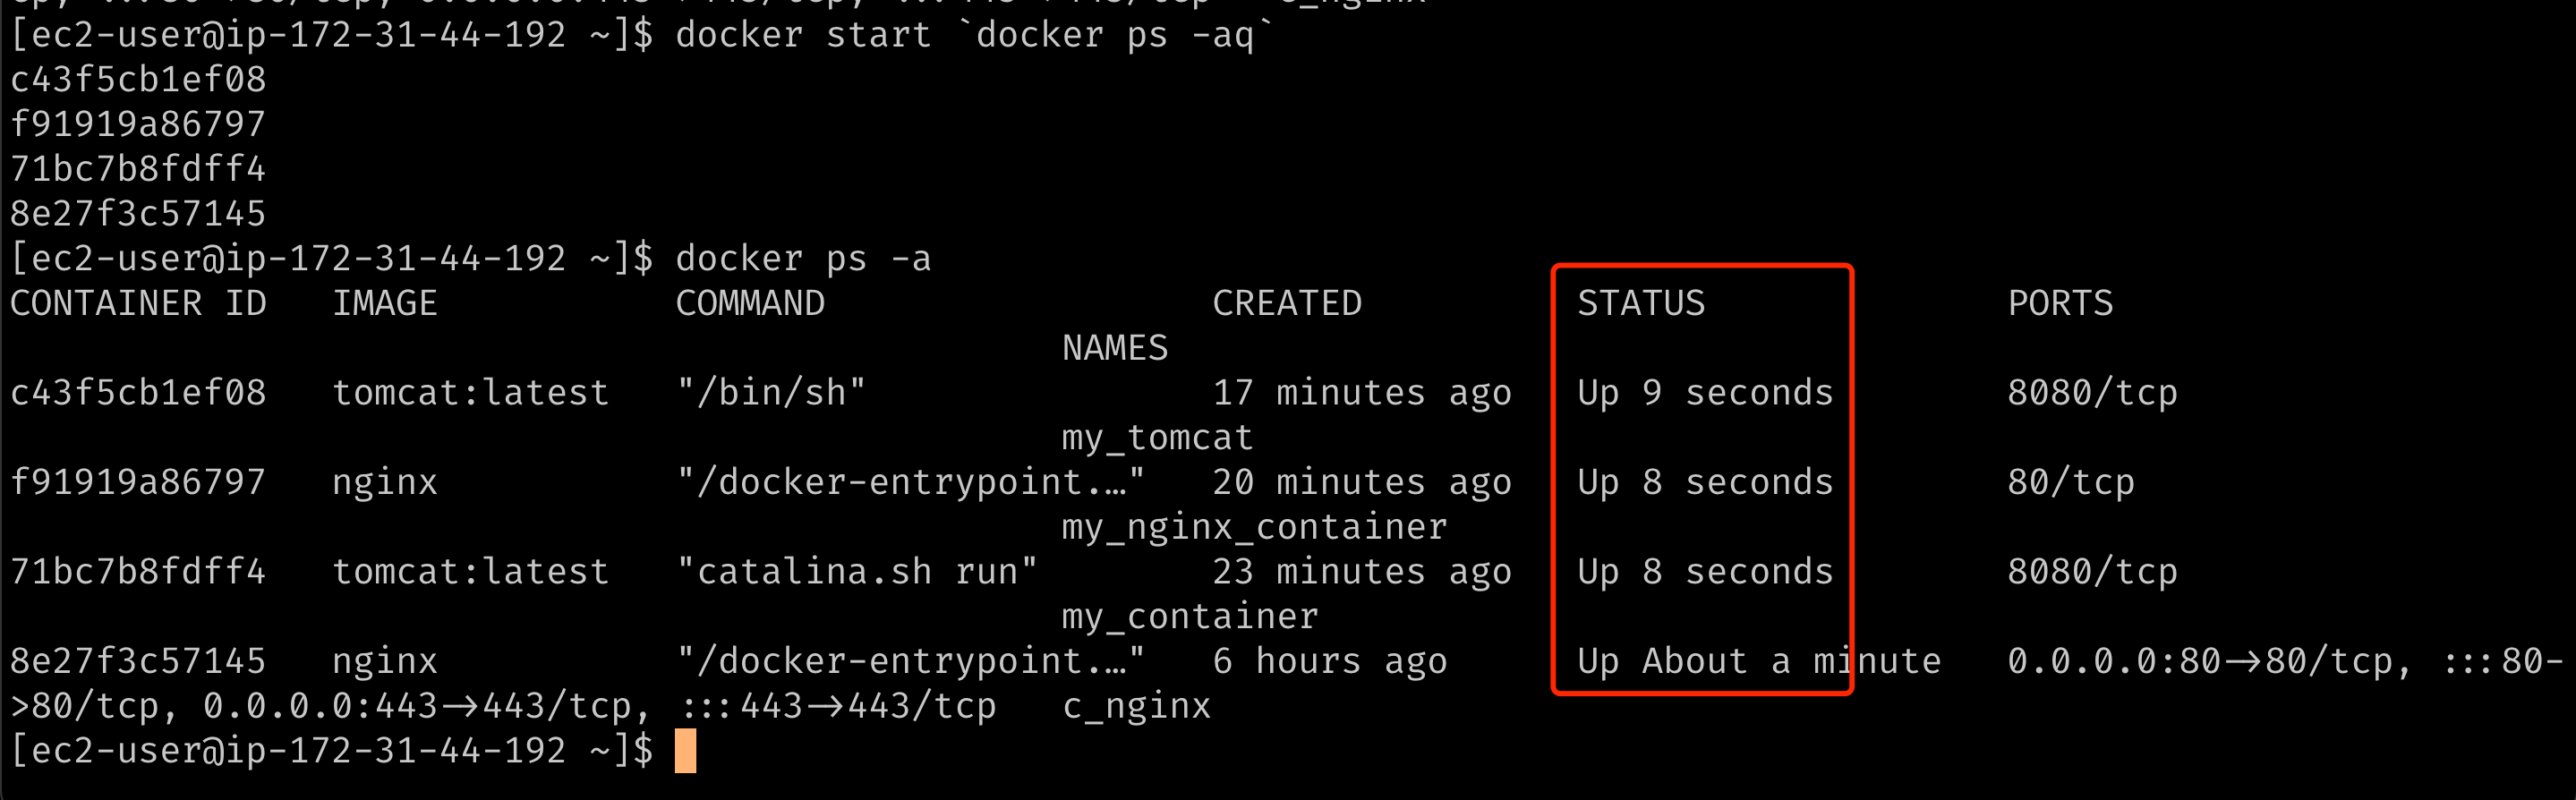 [ec2-user@ip-172-31-44-192 ~]$ docker start `docker ps -aq`
c43f5cb1ef08
f91919a86797
71bc7b8fdff4
8e27f3c57145
[ec2-user@ip-172-31-44-192 ~]$ docker ps -a
CONTAINER ID   IMAGE           COMMAND                  CREATED          STATUS              PORTS
NAMES
c43f5cb1ef08   tomcat:latest   "/bin/sh"                17 minutes ago   Up 9 seconds        8080/tcp
my_tomcat
f91919a86797   nginx           "/docker-entrypoint.…"   20 minutes ago   Up 8 seconds        80/tcp
my_nginx_container
71bc7b8fdff4   tomcat:latest   "catalina.sh run"        23 minutes ago   Up 8 seconds        8080/tcp
my_container
8e27f3c57145   nginx           "/docker-entrypoint.…"   6 hours ago      Up About a minute   0.0.0.0:80->80/tcp, :::80-
>80/tcp, 0.0.0.0:443->443/tcp, :::443->443/tcp   c_nginx
[ec2-user@ip-172-31-44-192 ~]$